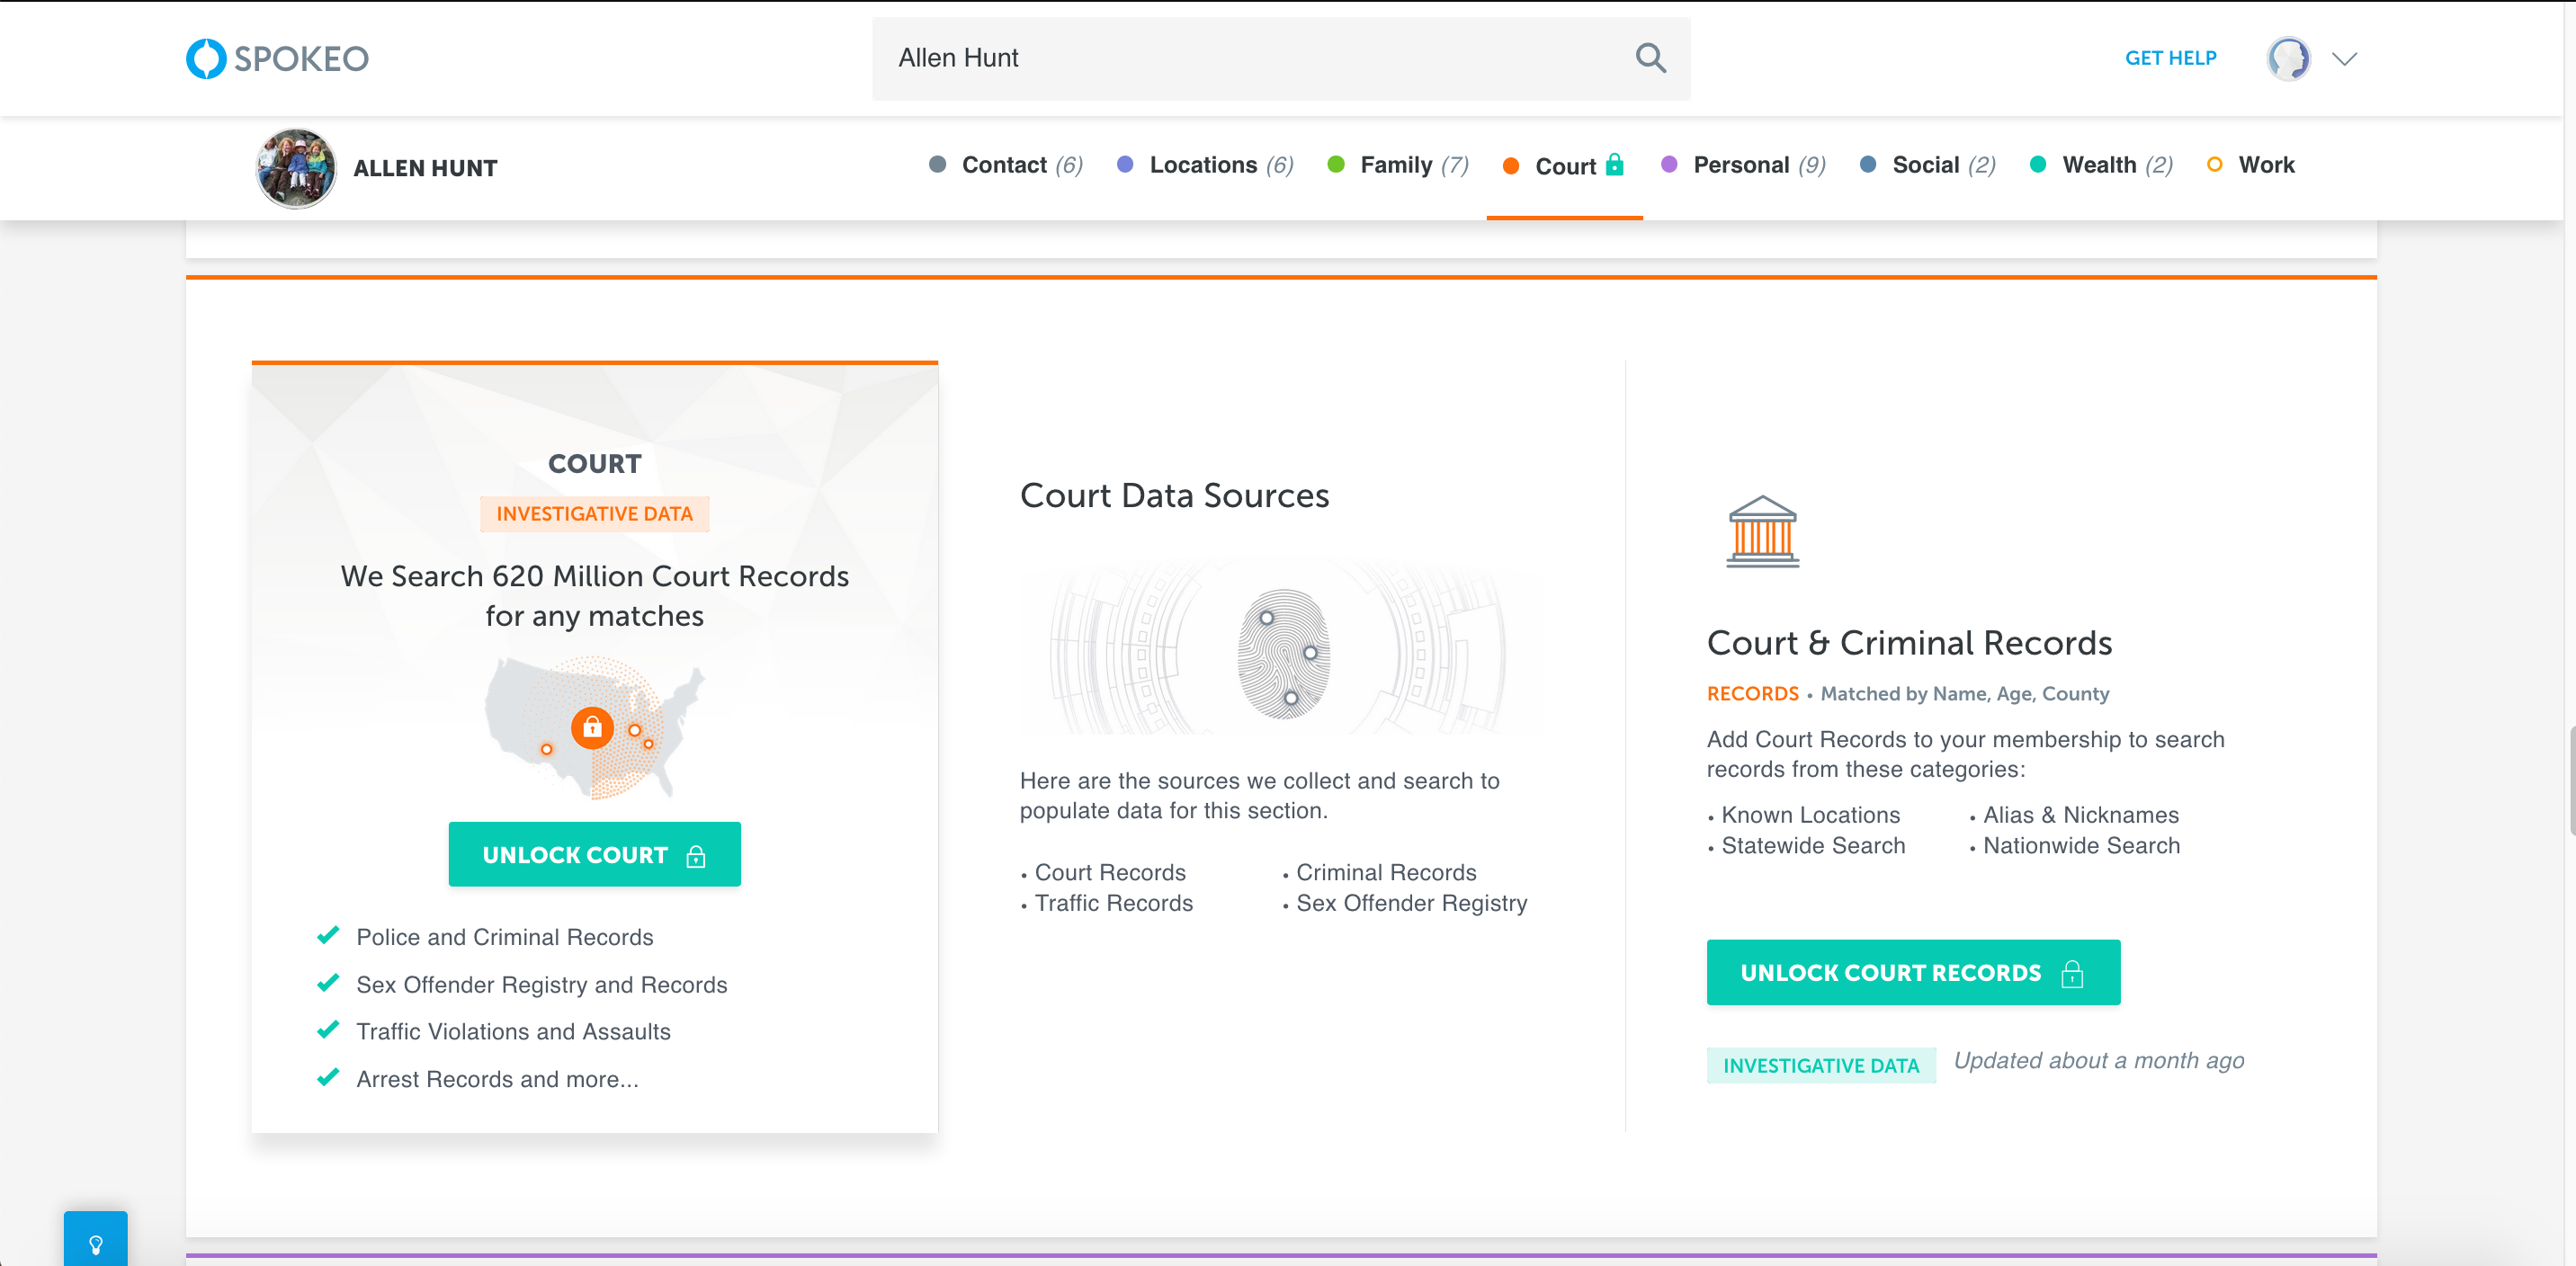 SPOKEO
Allen Hunt
GET HELP
ALLEN HUNT
Contact (6)
Locations (6)
Family (7)
Court
Personal (9)
Social (2)
Wealth (2)
Work
COURT
INVESTIGATIVE DATA
We Search 620 Million Court Records
for any matches
UNLOCK COURT
Police and Criminal Records
Sex Offender Registry and Records
Traffic Violations and Assaults
Arrest Records and more...
Court Data Sources
Here are the sources we collect and search to
populate data for this section.
• Court Records
• Traffic Records
• Criminal Records
• Sex Offender Registry
Court & Criminal Records
RECORDS • Matched by Name, Age, County
Add Court Records to your membership to search
records from these categories:
• Known Locations
• Statewide Search
• Alias & Nicknames
• Nationwide Search
UNLOCK COURT RECORDS
INVESTIGATIVE DATA
Updated about a month ago